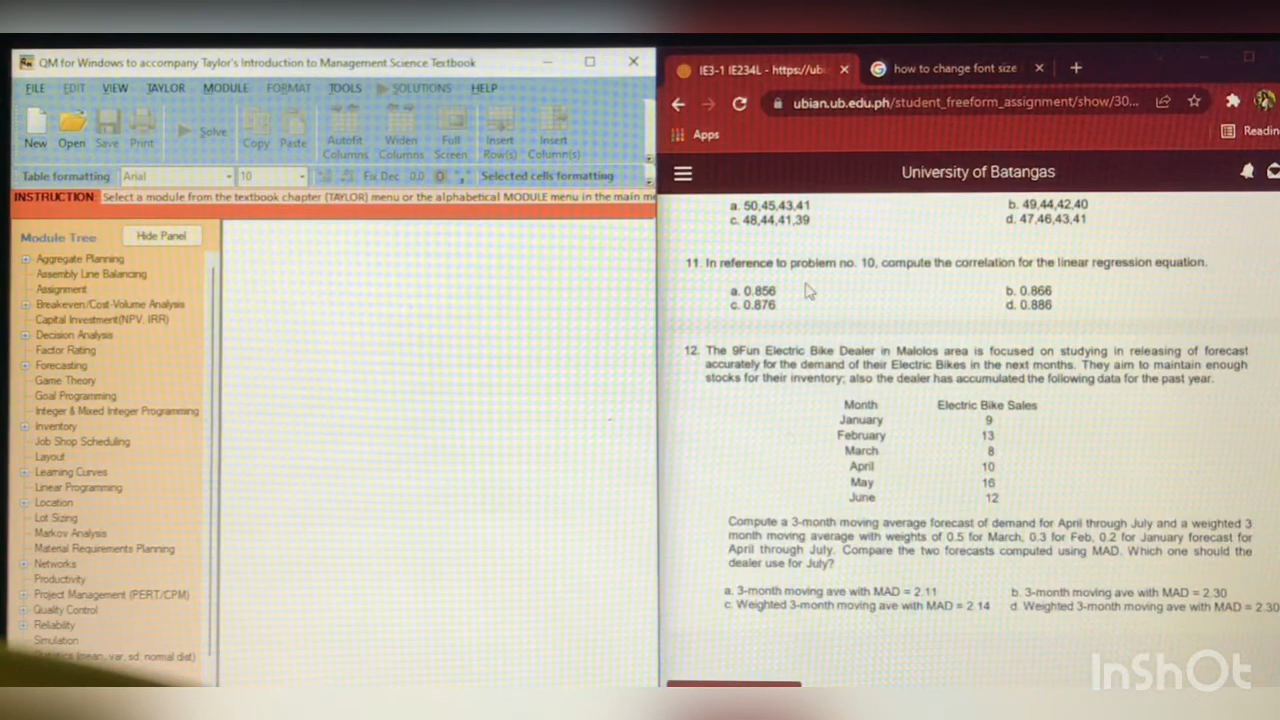 QM for Windows to accompany Taylor's Introduction to Management Science Textbook
FILE EDIT VIEW TAYLOR MODULE FORMAT TOOLS SOLUTIONS HELP
New Open Save Print Solve Copy Paste Autofit Columns Widen Columns Full Screen Insert Row(s) Insert Column(s)
Table formatting Arial 10 Fix Dec 0.0 Selected cells formatting
INSTRUCTION: Select a module from the textbook chapter (TAYLOR) menu or the alphabetical MODULE menu in the main me
Module Tree Hide Panel
Aggregate Planning
Assembly Line Balancing
Assignment
Breakeven/Cost-Volume Analysis
Capital Investment(NPV, IRR)
Decision Analysis
Factor Rating
Forecasting
Game Theory
Goal Programming
Integer & Mixed Integer Programming
Inventory
Job Shop Scheduling
Layout
Learning Curves
Linear Programming
Location
Lot Sizing
Markov Analysis
Material Requirements Planning
Networks
Productivity
Project Management (PERT/CPM)
Quality Control
Reliability
Simulation
(mean, var, sd, normal dist)
IE3-1 IE234L - https://ub how to change font size
ubian.ub.edu.ph/student_freeform_assignment/show/30...
Apps Readin
University of Batangas
a. 50,45,43,41 b. 49,44,42,40
c. 48,44,41,39 d. 47,46,43,41
11. In reference to problem no. 10, compute the correlation for the linear regression equation.
a. 0.856 b. 0.866
c. 0.876 d. 0.886
12. The 9Fun Electric Bike Dealer in Malolos area is focused on studying in releasing of forecast
accurately for the demand of their Electric Bikes in the next months. They aim to maintain enough
stocks for their inventory; also the dealer has accumulated the following data for the past year.
Month Electric Bike Sales
January 9
February 13
March 8
April 10
May 16
June 12
Compute a 3-month moving average forecast of demand for April through July and a weighted 3
month moving average with weights of 0.5 for March, 0.3 for Feb, 0.2 for January forecast for
April through July. Compare the two forecasts computed using MAD. Which one should the
dealer use for July?
a. 3-month moving ave with MAD = 2.11 b. 3-month moving ave with MAD = 2.30
c. Weighted 3-month moving ave with MAD = 2.14 d. Weighted 3-month moving ave with MAD = 2.30
InShOt